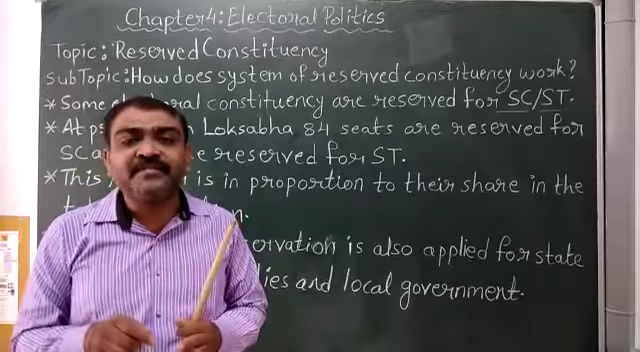 Chapter4: Electoral Politics
Topic: Reserved Constituency
SubTopic: How does system of reserved constituency work?
* Some constituency are reserved for SC/ST.
* At Loksabha 84 seats are reserved for
SC reserved for ST.
* This is in proportion to their share in the
is also applied for state
and local government.